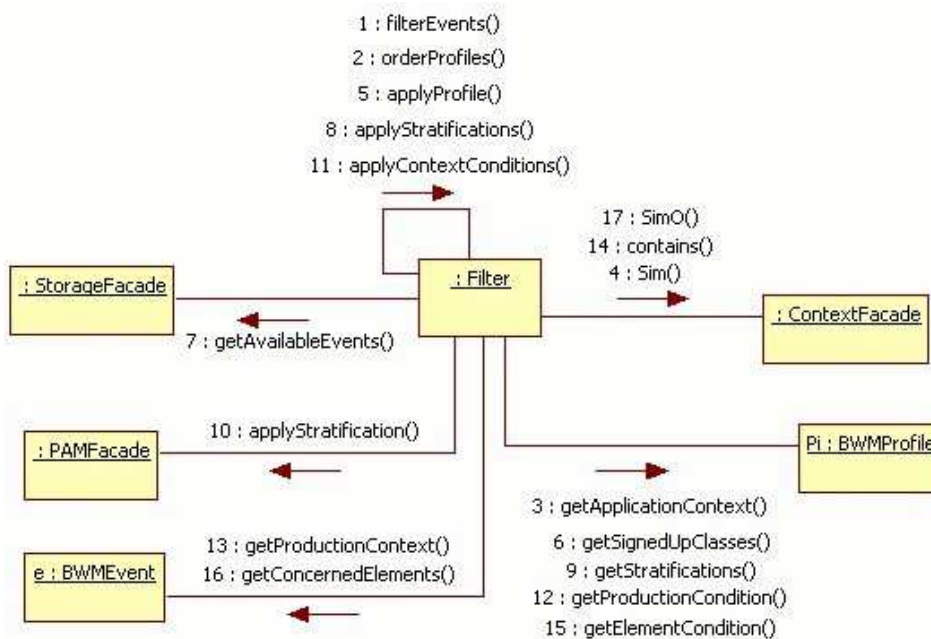 1 : filterEvents()
2 : orderProfiles()
5 : applyProfile()
8 : applyStratifications()
11 : applyContextConditions()
17 : SimO()
14 : contains()
4 : Sim()
: Filter
: StorageFacade
: ContextFacade
7 : getAvailableEvents()
10 : applyStratification()
: PAMFacade
Pi : BWMProfile
3 : getApplicationContext()
6 : getSignedUpClasses()
9 : getStratifications()
12 : getProductionCondition()
15 : getElementCondition()
13 : getProductionContext()
16 : getConcernedElements()
e : BWMEvent